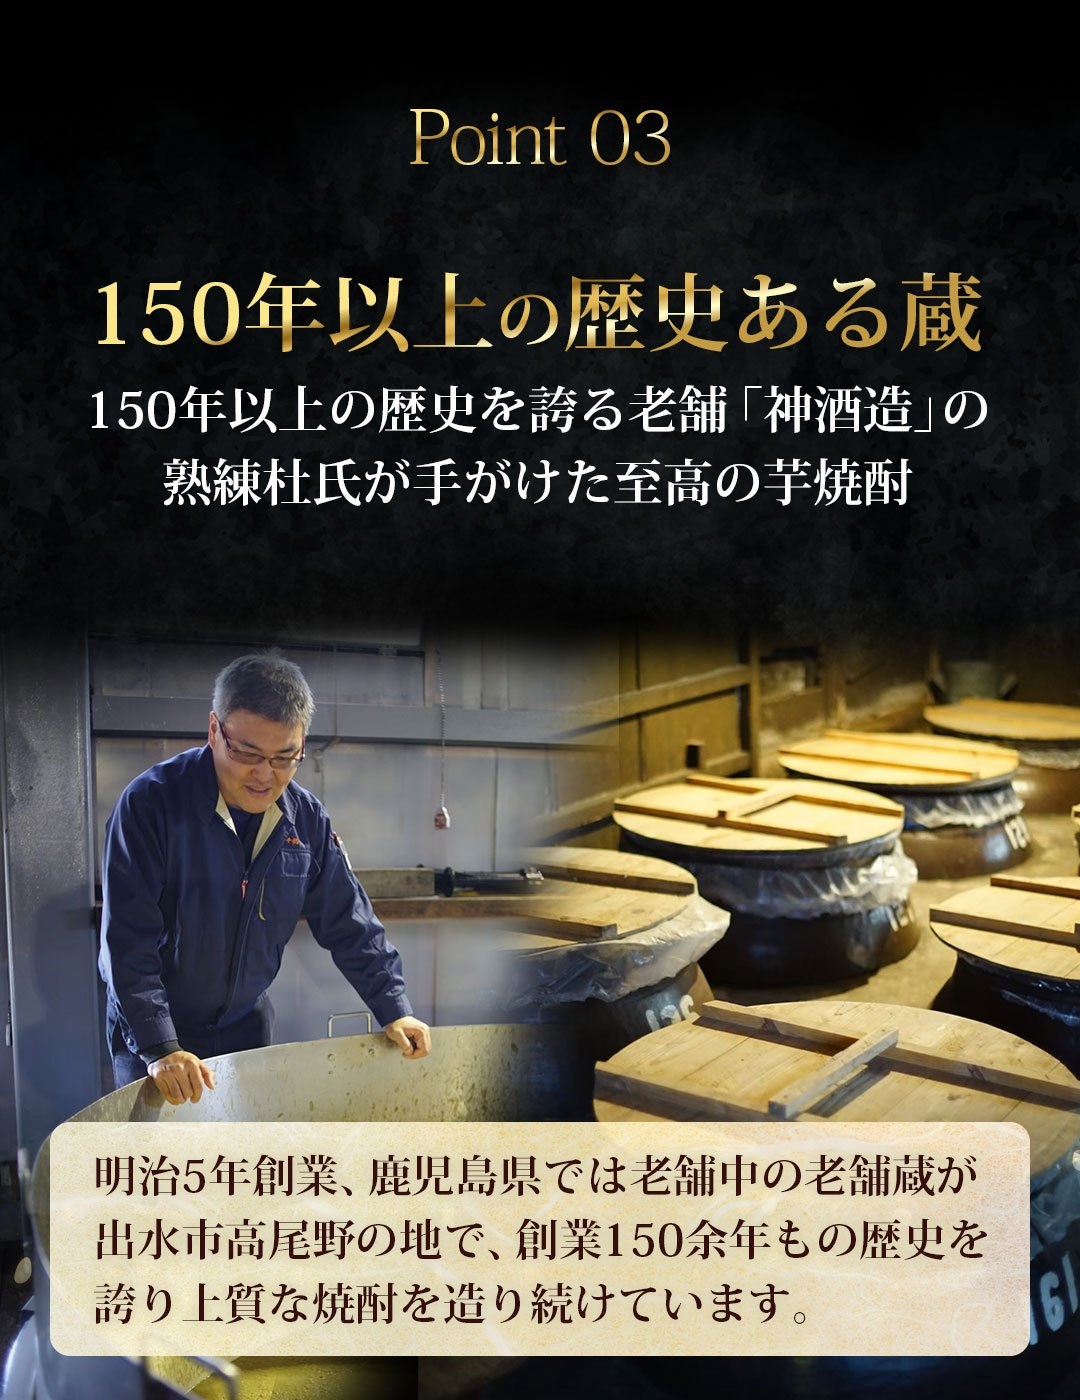 Point 03
150年以上の歴史ある蔵
150年以上の歴史を誇る老舗「神酒造」の
熟練杜氏が手がけた至高の芋焼酎
明治5年創業、鹿児島県では老舗中の老舗蔵が
出水市高尾野の地で、創業150余年もの歴史を
誇り上質な焼酎を造り続けています。